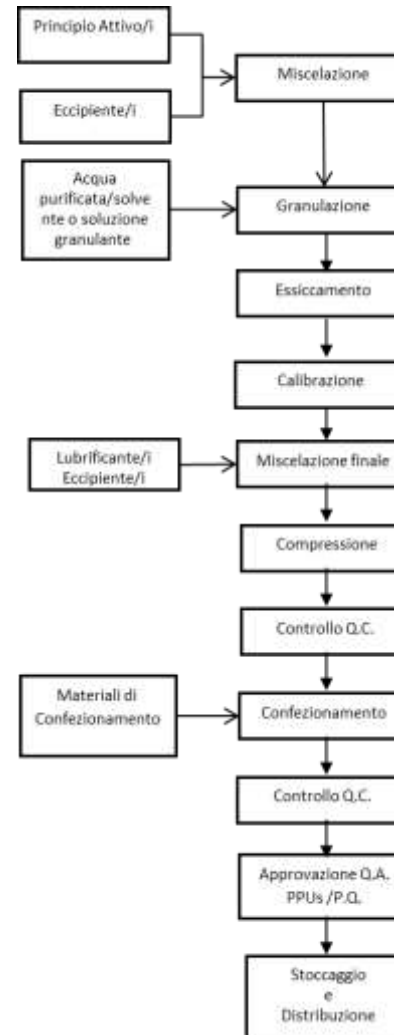 Principio Attivo/i
Miscelazione
Eccipiente/i
Acqua
purificata/solve
nte o soluzione
granulante
Granulazione
Essiccamento
Calibrazione
Lubrificante/i
Eccipiente/i
Miscelazione finale
Compressione
Controllo Q.C.
Materiali di
Confezionamento
Confezionamento
Controllo Q.C.
Approvazione Q.A.
PPUs /P.Q.
Stoccaggio
e
Distribuzione